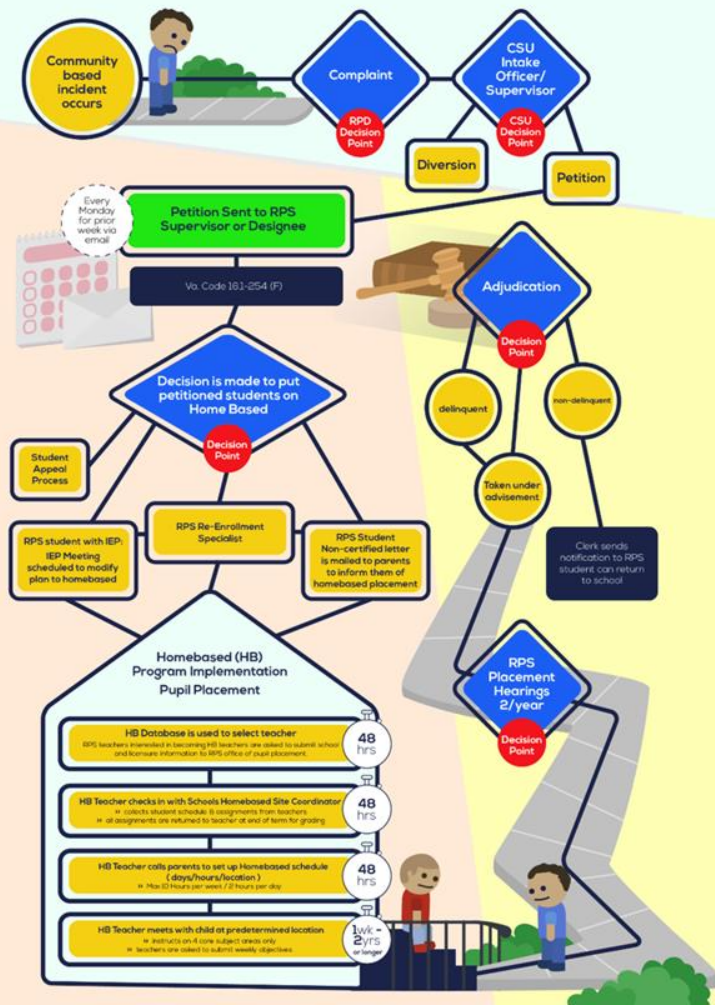 Community
based
incident
occurs
Complaint
RPD
Decision
Point
CSU
Intake
Officer/
Supervisor
CSU
Decision
Point
Diversion
Petition
Every
Monday
for prior
week via
email
Petition Sent to RPS
Supervisor or Designee
Va. Code 16.1-254 (F)
Adjudication
Decision
Point
delinquent
non-delinquent
Taken under
advisement
Clerk sends
notification to RPS
student can return
to school
Decision is made to put
petitioned students on
Home Based
Decision
Point
Student
Appeal
Process
RPS student with IEP:
IEP Meeting
scheduled to modify
plan to homebased
RPS Re-Enrollment
Specialist
RPS Student
Non-certified letter
is mailed to parents
to inform them of
homebased placement
RPS
Placement
Hearings
2/year
Decision
Point
Homebased (HB)
Program Implementation
Pupil Placement
HB Database is used to select teacher
RPS teachers interested in becoming HB teachers are asked to submit school
and licensure information to RPS office of pupil placement.
48
hrs
HB Teacher checks in with Schools Homebased Site Coordinator
» collects student schedule & assignments from teachers
» all assignments are returned to teacher at end of term for grading
48
hrs
HB Teacher calls parents to set up Homebased schedule
(days/hours/location)
» Max 10 Hours per week / 2 hours per day
48
hrs
HB Teacher meets with child at predetermined location
» instructs on 4 core subject areas only
» teachers are asked to submit weekly objectives
1wk -
2yrs
or longer